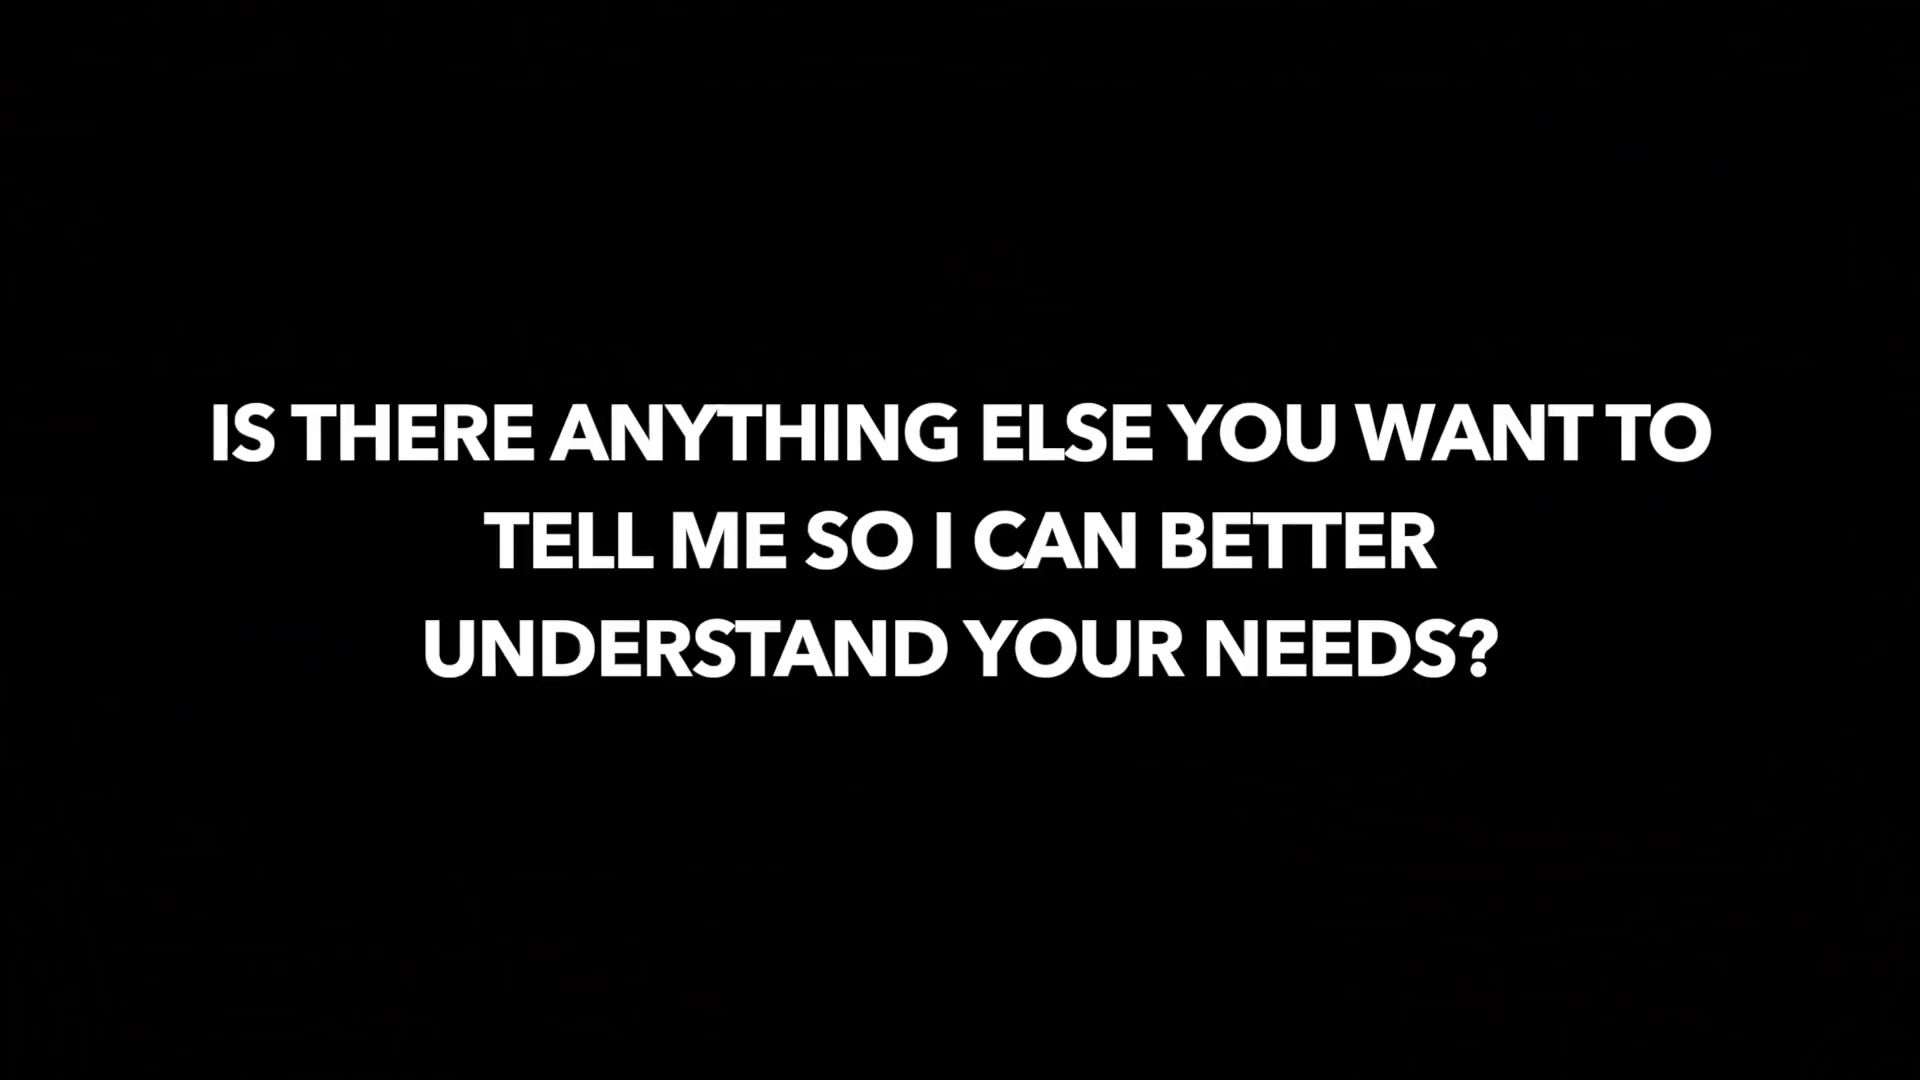 IS THERE ANYTHING ELSE YOU WANT TO
TELL ME SO I CAN BETTER
UNDERSTAND YOUR NEEDS?